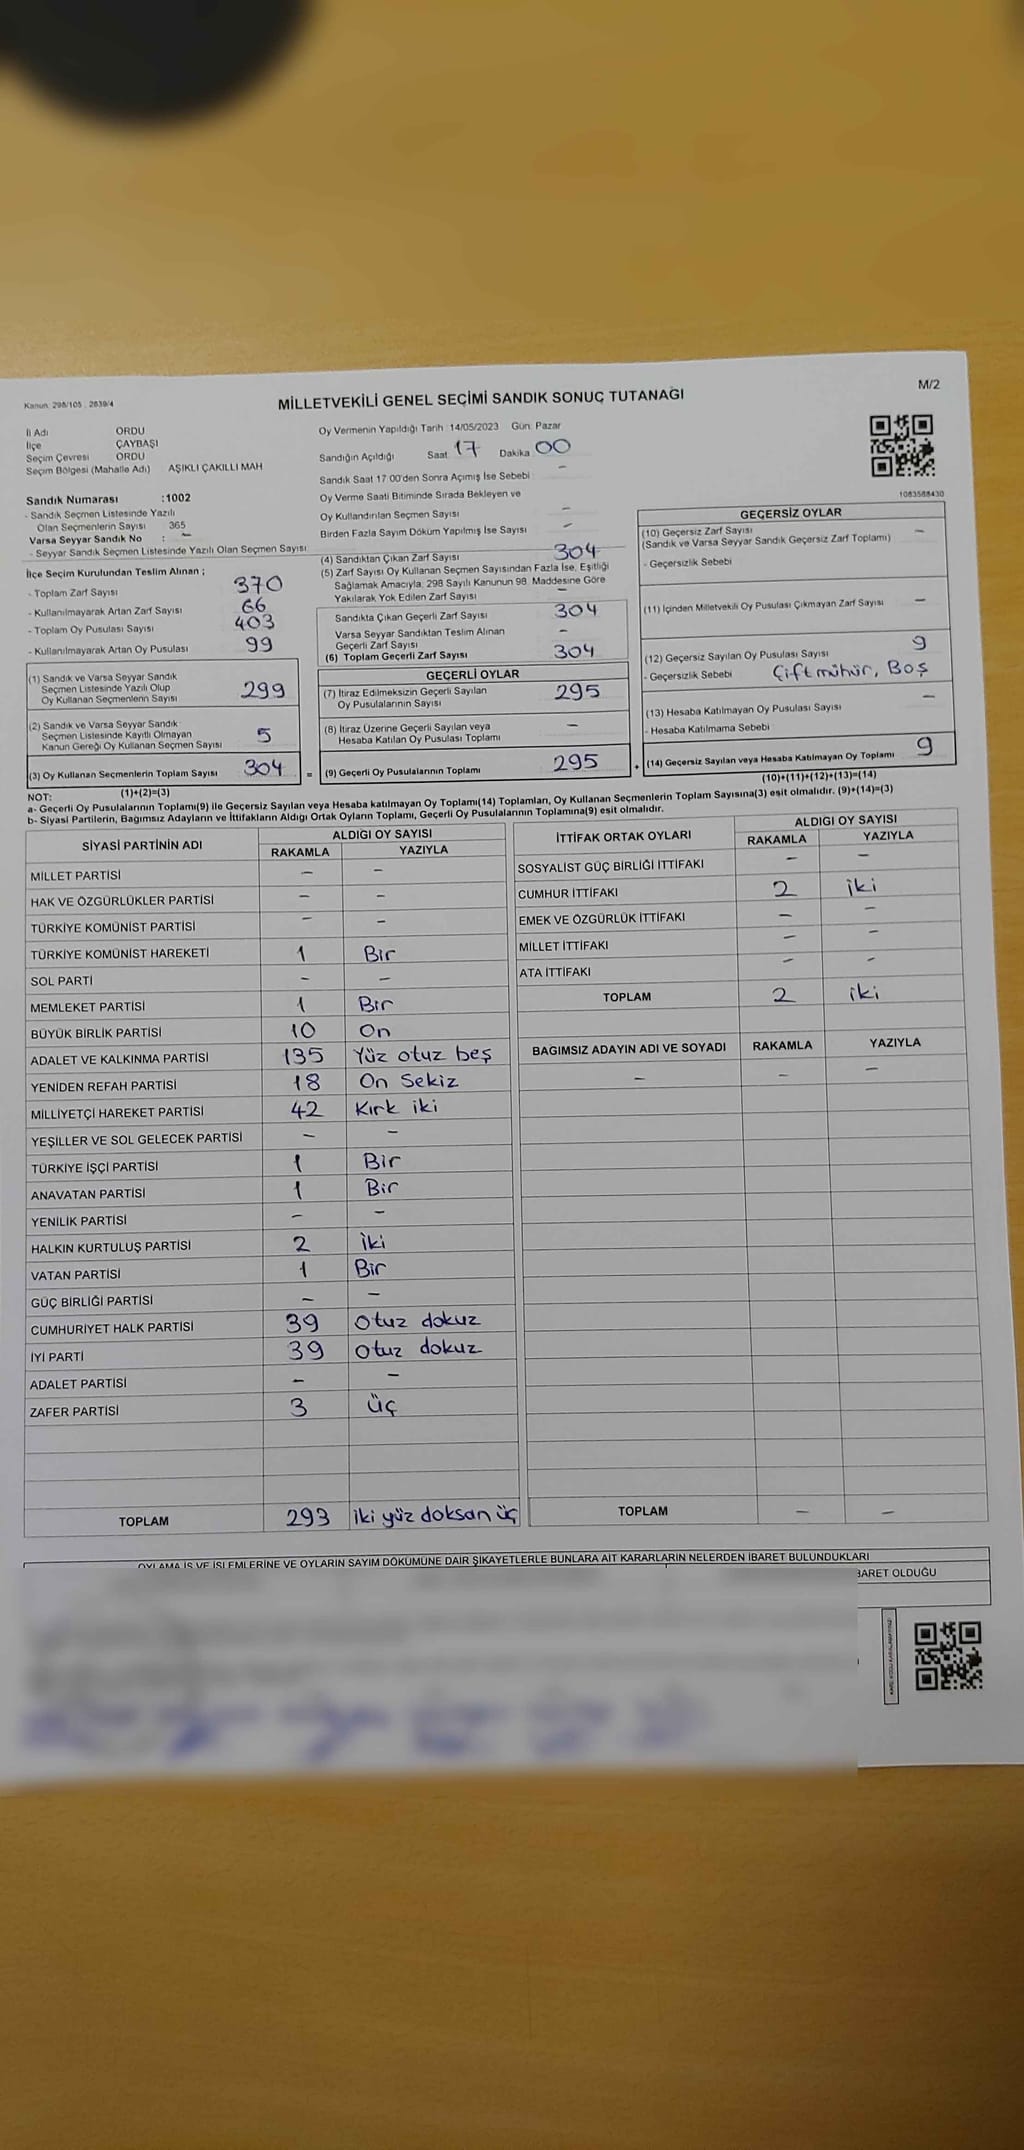 Kanun: 298/105 , 2839/4
MİLLETVEKİLİ GENEL SEÇİMİ SANDIK SONUÇ TUTANAĞI
M/2
İl Adı ORDU
İlçe ÇAYBAŞI
Seçim Çevresi ORDU
Seçim Bölgesi (Mahalle Adı) AŞIKLI ÇAKILLI MAH
Sandık Numarası :1002
- Sandık Seçmen Listesinde Yazılı
Olan Seçmenlerin Sayısı 365
Varsa Seyyar Sandık No : -
- Seyyar Sandık Seçmen Listesinde Yazılı Olan Seçmen Sayısı:
İlçe Seçim Kurulundan Teslim Alınan ;
- Toplam Zarf Sayısı 370
- Kullanılmayarak Artan Zarf Sayısı 66
- Toplam Oy Pusulası Sayısı 403
- Kullanılmayarak Artan Oy Pusulası 99
(1) Sandık ve Varsa Seyyar Sandık
Seçmen Listesinde Yazılı Olup
Oy Kullanan Seçmenlerin Sayısı 299
(2) Sandık ve Varsa Seyyar Sandık
Seçmen Listesinde Kayıtlı Olmayan
Kanun Gereği Oy Kullanan Seçmen Sayısı 5
(3) Oy Kullanan Seçmenlerin Toplam Sayısı 304
(1)+(2)=(3)
Oy Vermenin Yapıldığı Tarih 14/05/2023 Gün: Pazar
Sandığın Açıldığı Saat 17 Dakika 00
Sandık Saat 17 00'den Sonra Açımış İse Sebebi -
Oy Verme Saati Bitiminde Sırada Bekleyen ve
Oy Kullandırılan Seçmen Sayısı -
Birden Fazla Sayım Döküm Yapılmış İse Sayısı -
(4) Sandıktan Çıkan Zarf Sayısı 304
(5) Zarf Sayısı Oy Kullanan Seçmen Sayısından Fazla İse, Eşitliği
Sağlamak Amacıyla, 298 Sayılı Kanunun 98. Maddesine Göre
Yakılarak Yok Edilen Zarf Sayısı -
Sandıkta Çıkan Geçerli Zarf Sayısı 304
Varsa Seyyar Sandıktan Teslim Alınan
Geçerli Zarf Sayısı -
(6) Toplam Geçerli Zarf Sayısı 304
GEÇERLİ OYLAR
(7) İtiraz Edilmeksizin Geçerli Sayılan
Oy Pusulalarının Sayısı 295
(8) İtiraz Üzerine Geçerli Sayılan veya
Hesaba Katılan Oy Pusulası Toplamı -
= (9) Geçerli Oy Pusulalarının Toplamı 295
1083568430
GEÇERSİZ OYLAR
(10) Geçersiz Zarf Sayısı -
(Sandık ve Varsa Seyyar Sandık Geçersiz Zarf Toplamı)
- Geçersizlik Sebebi
(11) İçinden Milletvekili Oy Pusulası Çıkmayan Zarf Sayısı -
(12) Geçersiz Sayılan Oy Pusulası Sayısı 9
- Geçersizlik Sebebi Çift mühür, Boş
(13) Hesaba Katılmayan Oy Pusulası Sayısı -
- Hesaba Katılmama Sebebi
+ (14) Geçersiz Sayılan veya Hesaba Katılmayan Oy Toplamı 9
(10)+(11)+(12)+(13)=(14)
NOT:
a- Geçerli Oy Pusulalarının Toplamı(9) ile Geçersiz Sayılan veya Hesaba katılmayan Oy Toplamı(14) Toplamları, Oy Kullanan Seçmenlerin Toplam Sayısına(3) eşit olmalıdır. (9)+(14)=(3)
b- Siyasi Partilerin, Bağımsız Adayların ve İttifakların Aldığı Ortak Oyların Toplamı, Geçerli Oy Pusulalarının Toplamına(9) eşit olmalıdır.
SİYASİ PARTİNİN ADI ALDIGI OY SAYISI
RAKAMLA YAZIYLA
MİLLET PARTİSİ - -
HAK VE ÖZGÜRLÜKLER PARTİSİ - -
TÜRKİYE KOMÜNİST PARTİSİ - -
TÜRKİYE KOMÜNİST HAREKETİ 1 Bir
SOL PARTİ - -
MEMLEKET PARTİSİ 1 Bir
BÜYÜK BİRLİK PARTİSİ 10 On
ADALET VE KALKINMA PARTİSİ 135 Yüz otuz beş
YENİDEN REFAH PARTİSİ 18 On Sekiz
MİLLİYETÇİ HAREKET PARTİSİ 42 Kırk iki
YEŞİLLER VE SOL GELECEK PARTİSİ - -
TÜRKİYE İŞÇİ PARTİSİ 1 Bir
ANAVATAN PARTİSİ 1 Bir
YENİLİK PARTİSİ - -
HALKIN KURTULUŞ PARTİSİ 2 İki
VATAN PARTİSİ 1 Bir
GÜÇ BİRLİĞİ PARTİSİ - -
CUMHURİYET HALK PARTİSİ 39 Otuz dokuz
İYİ PARTİ 39 Otuz dokuz
ADALET PARTİSİ - -
ZAFER PARTİSİ 3 üç
TOPLAM 293 iki yüz doksan üç
İTTİFAK ORTAK OYLARI ALDIGI OY SAYISI
RAKAMLA YAZIYLA
SOSYALİST GÜÇ BİRLİĞİ İTTİFAKI - -
CUMHUR İTTİFAKI 2 iki
EMEK VE ÖZGÜRLÜK İTTİFAKI - -
MİLLET İTTİFAKI - -
ATA İTTİFAKI - -
TOPLAM 2 iki
BAĞIMSIZ ADAYIN ADI VE SOYADI RAKAMLA YAZIYLA
- - -
TOPLAM - -
OYLAMA İŞ VE İŞLEMLERİNE VE OYLARIN SAYIM DÖKÜMÜNE DAİR ŞİKAYETLERLE BUNLARA AİT KARARLARIN NELERDEN İBARET BULUNDUKLARI
BARET OLDUĞU